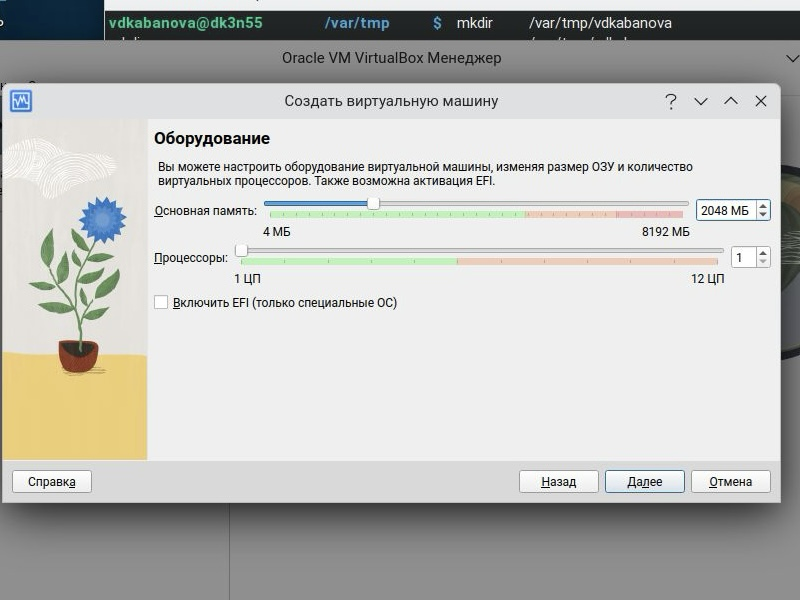 vdkabanova@dk3n55 /var/tmp $ mkdir /var/tmp/vdkabanova
Oracle VM VirtualBox Менеджер
Создать виртуальную машину
Оборудование
Вы можете настроить оборудование виртуальной машины, изменяя размер ОЗУ и количество
виртуальных процессоров. Также возможна активация EFI.
Основная память: 2048 МБ
4 МБ 8192 МБ
Процессоры: 1
1 ЦП 12 ЦП
Включить EFI (только специальные ОС)
Справка Назад Далее Отмена